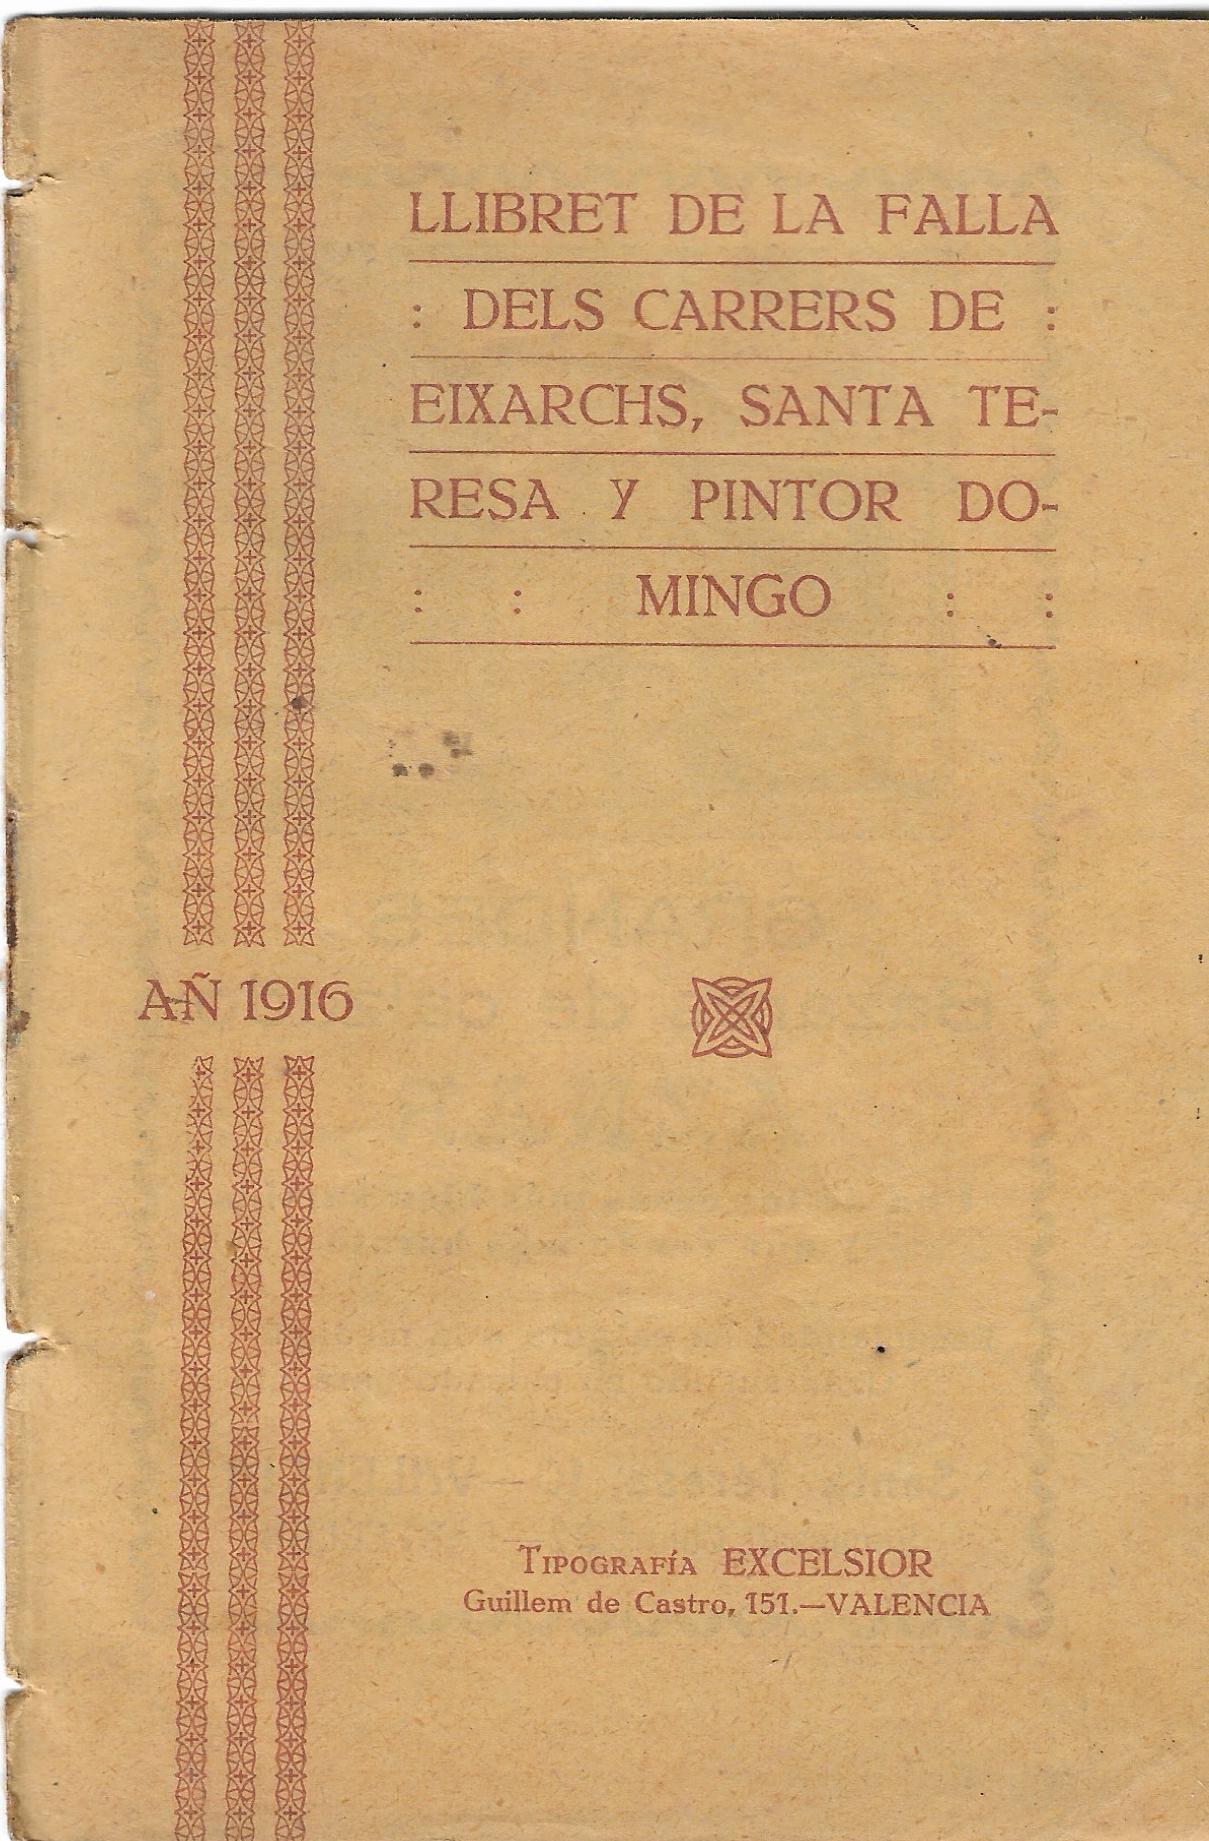 LLIBRET DE LA FALLA
: DELS CARRERS DE :
EIXARCHS, SANTA TE-
RESA Y PINTOR DO-
: : MINGO : :
AÑ 1916
TIPOGRAFÍA EXCELSIOR
Guillem de Castro, 151.—VALENCIA